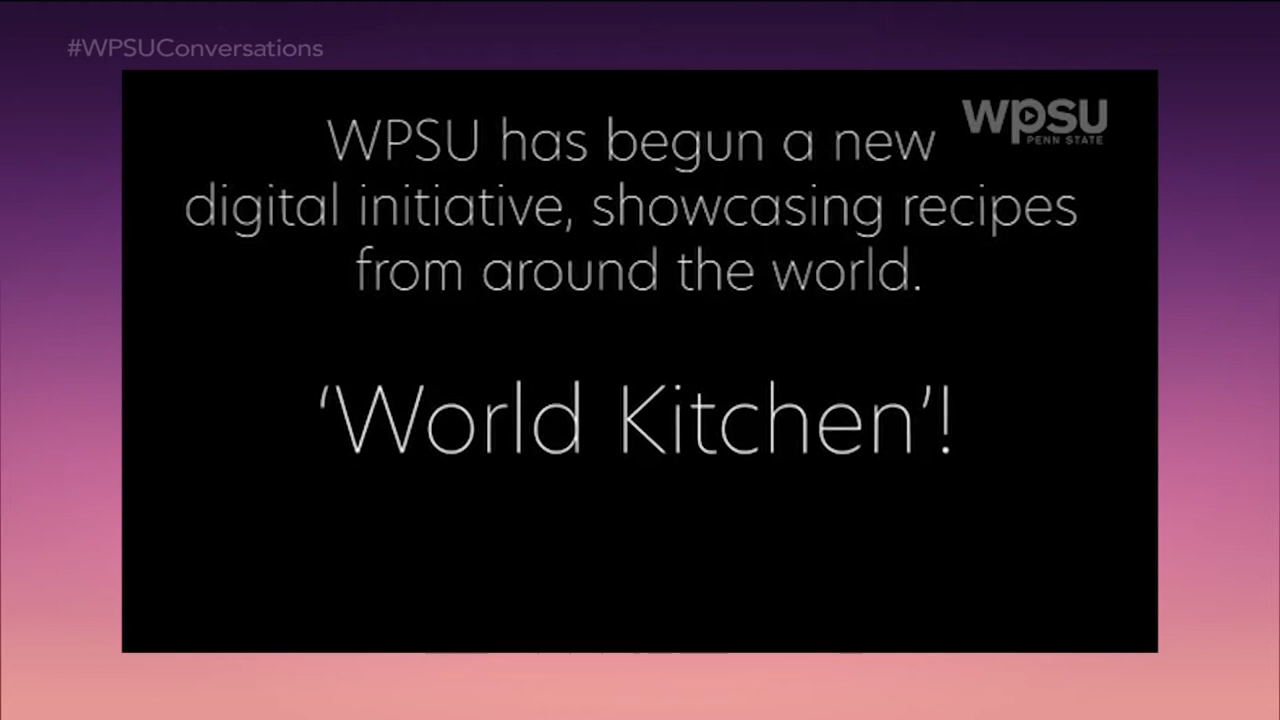 #WPSUConversations
wpsu
PENN STATE
WPSU has begun a new
digital initiative, showcasing recipes
from around the world.
‘World Kitchen’!